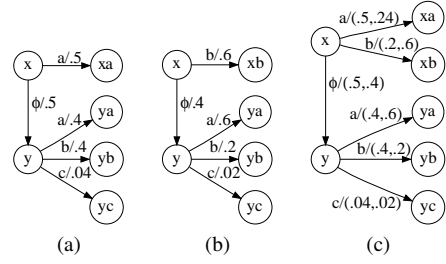 x a/.5 xa
ϕ/.5
y a/.4 ya
b/.4 yb
c/.04 yc
(a)
x b/.6 xb
ϕ/.4
y a/.6 ya
b/.2 yb
c/.02 yc
(b)
x a/(.5,.24) xa
b/(.2,.6) xb
ϕ/(.5,.4)
y a/(.4,.6) ya
b/(.4,.2) yb
c/(.04,.02) yc
(c)